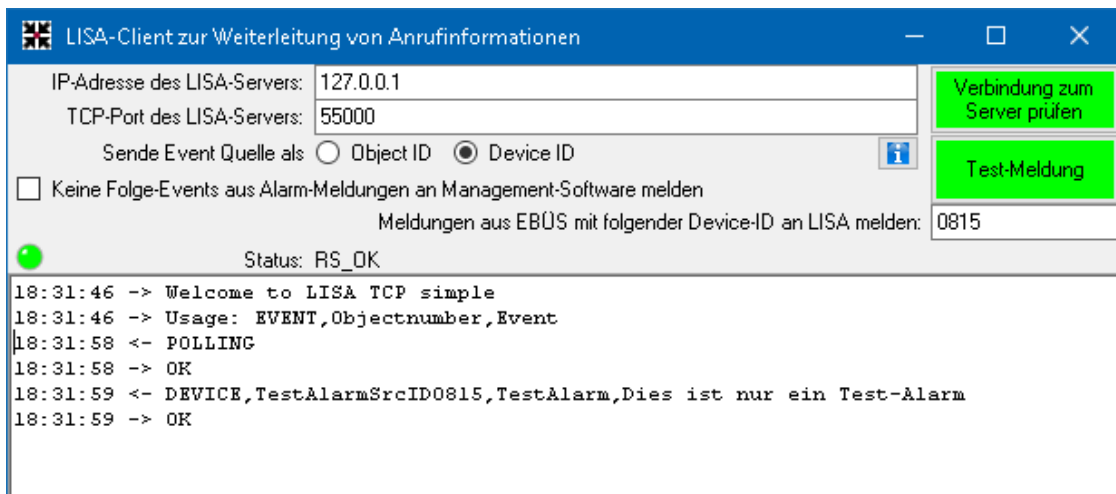 LISA-Client zur Weiterleitung von Anrufinformationen
IP-Adresse des LISA-Servers: 127.0.0.1
Verbindung zum
Server prüfen
TCP-Port des LISA-Servers: 55000
Sende Event Quelle als Object ID Device ID
Test-Meldung
Keine Folge-Events aus Alarm-Meldungen an Management-Software melden
Meldungen aus EBÜS mit folgender Device-ID an LISA melden: 0815
Status: RS_OK
18:31:46 -> Welcome to LISA TCP simple
18:31:46 -> Usage: EVENT,Objectnumber,Event
18:31:58 <- POLLING
18:31:58 -> OK
18:31:59 <- DEVICE,TestAlarmSrcID0815,TestAlarm,Dies ist nur ein Test-Alarm
18:31:59 -> OK